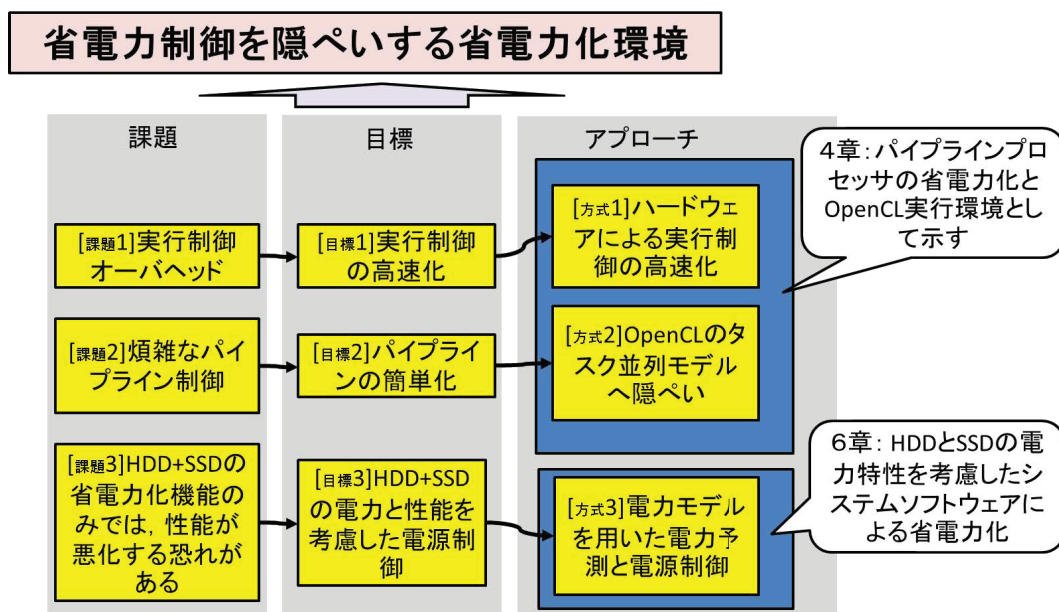 省電力制御を隠ぺいする省電力化環境
課題
目標
アプローチ
[課題1]実行制御
オーバヘッド
[目標1]実行制御
の高速化
[方式1]ハードウェ
アによる実行制
御の高速化
4章：パイプラインプロ
セッサの省電力化と
OpenCL実行環境とし
て示す
[課題2]煩雑なパイ
プライン制御
[目標2]パイプライ
ンの簡単化
[方式2]OpenCLのタ
スク並列モデル
へ隠ぺい
[課題3]HDD+SSDの
省電力化機能の
みでは，性能が
悪化する恐れが
ある
[目標3]HDD+SSD
の電力と性能を
考慮した電源制
御
[方式3]電力モデル
を用いた電力予
測と電源制御
6章：HDDとSSDの電
力特性を考慮したシ
ステムソフトウェアに
よる省電力化